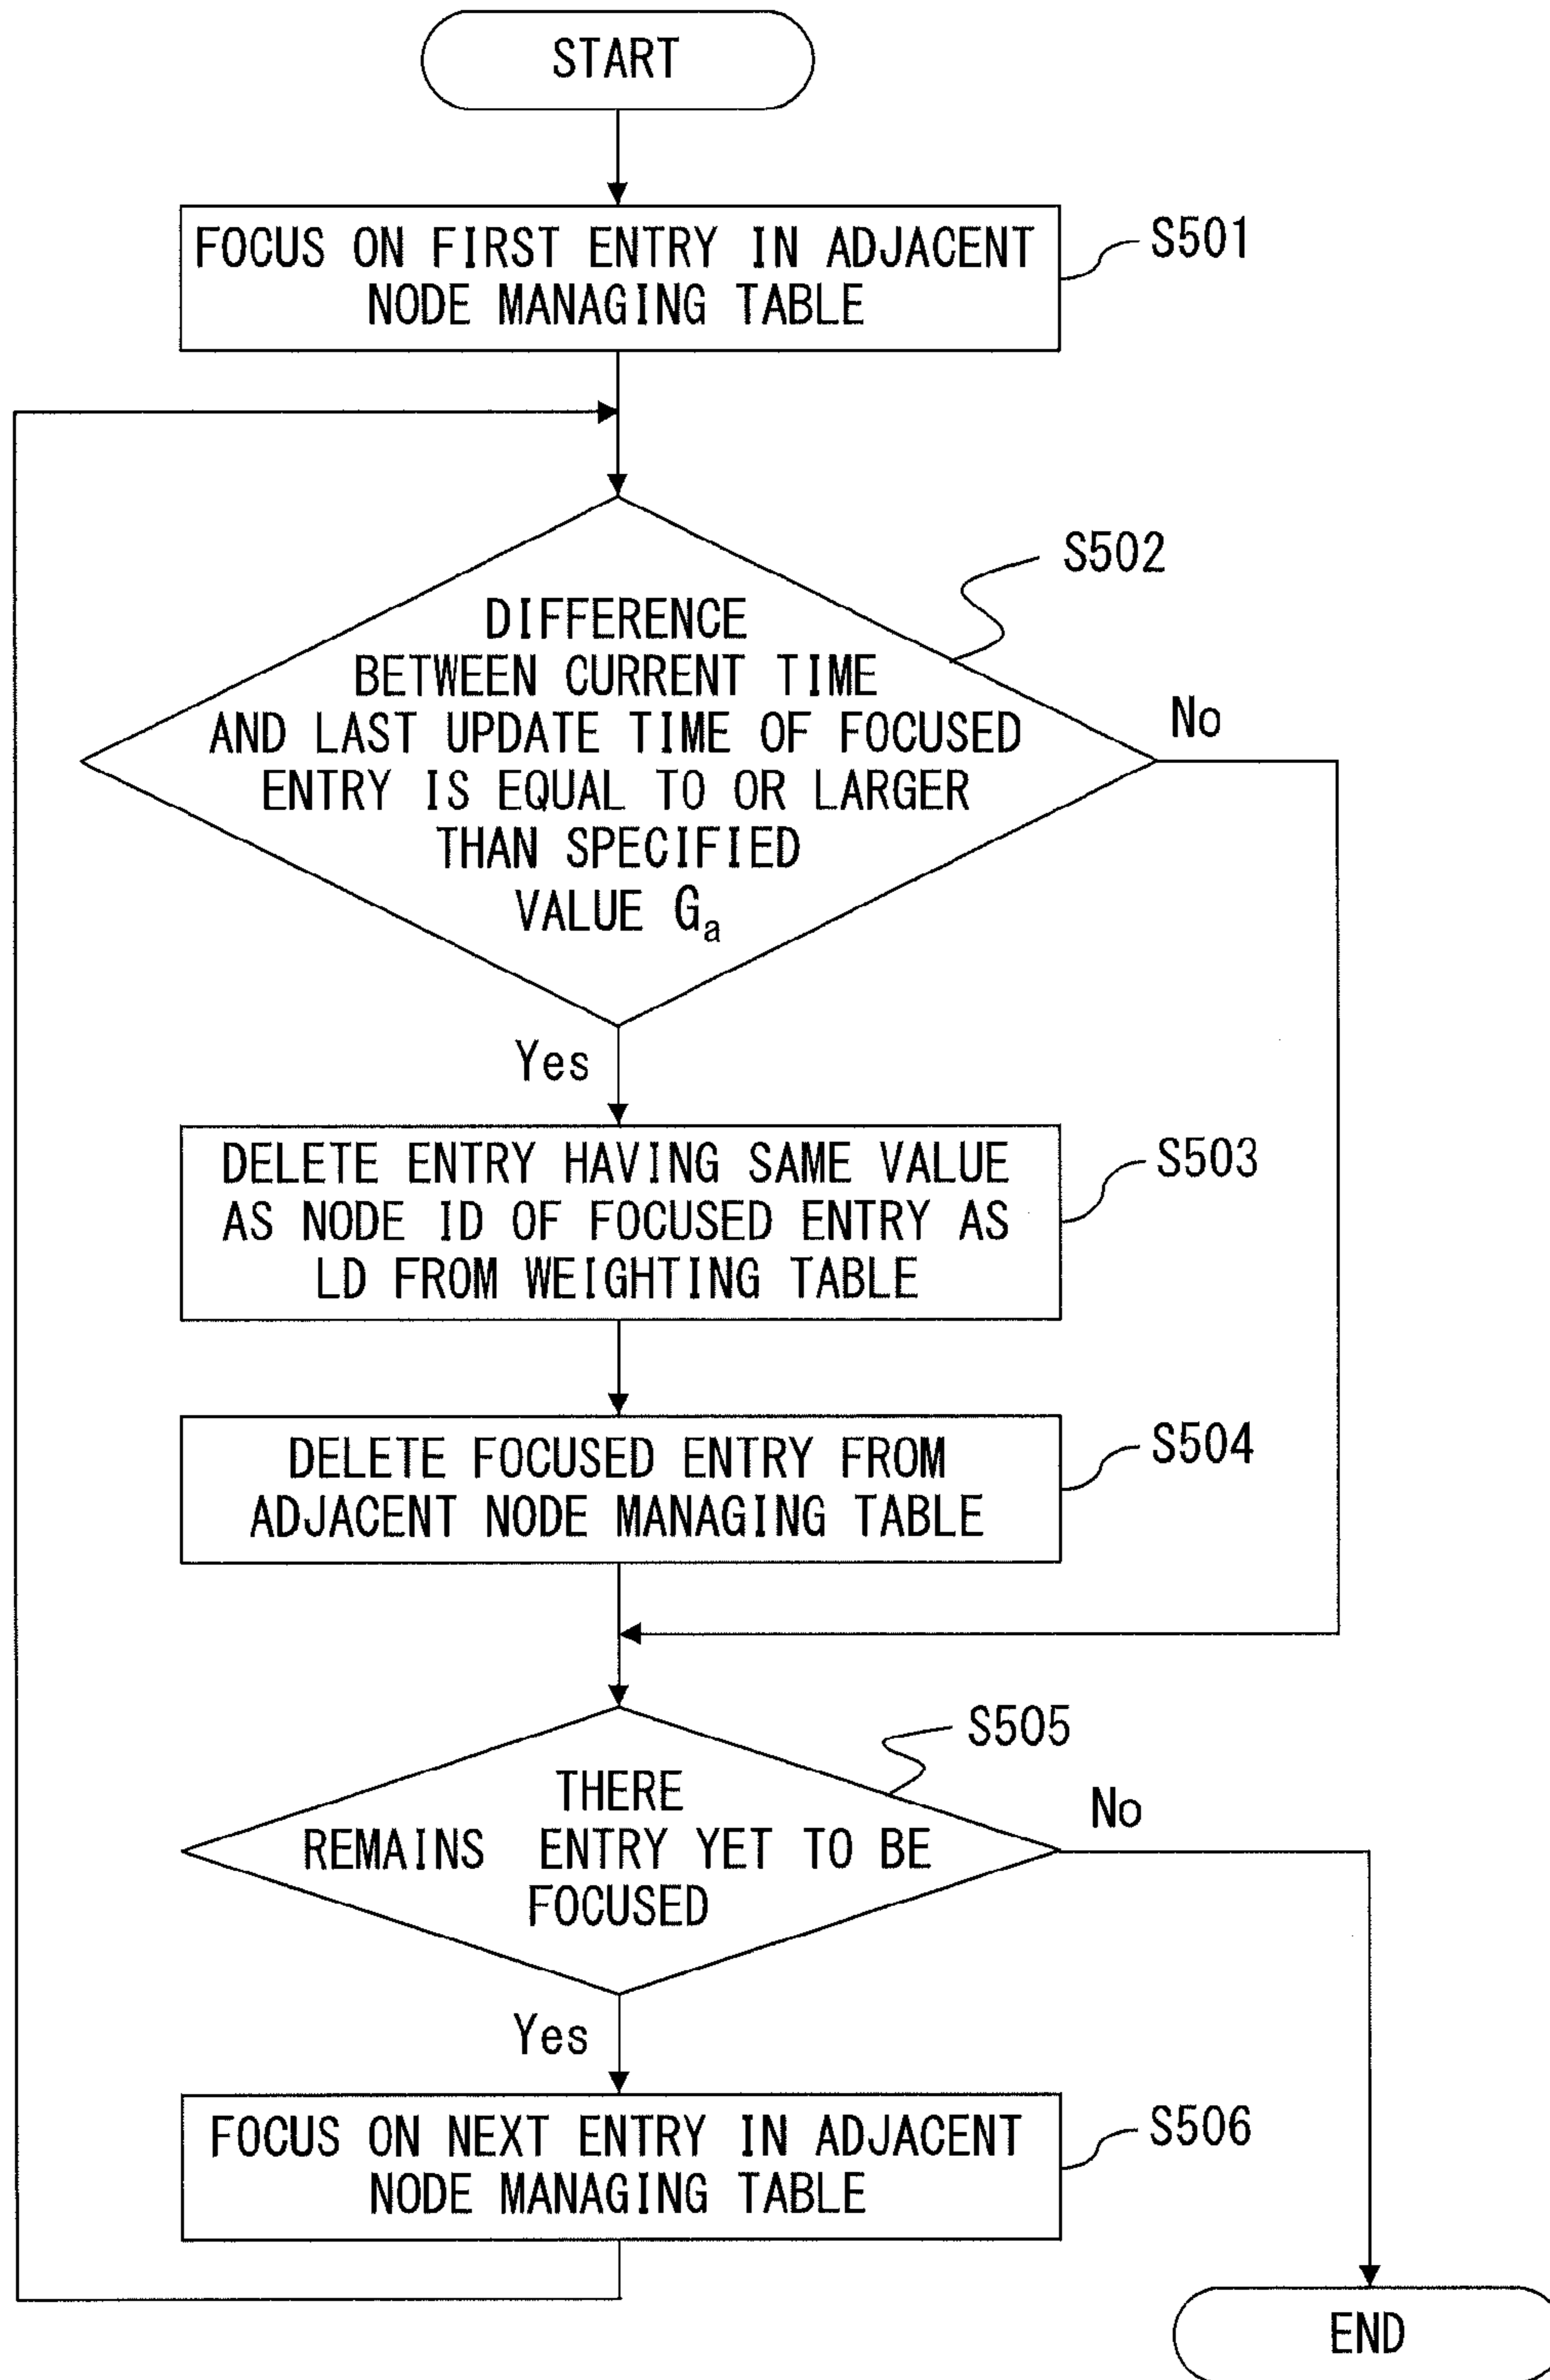 START
FOCUS ON FIRST ENTRY IN ADJACENT
NODE MANAGING TABLE
S501
S502
DIFFERENCE
BETWEEN CURRENT TIME
AND LAST UPDATE TIME OF FOCUSED
ENTRY IS EQUAL TO OR LARGER
THAN SPECIFIED
VALUE Ga
No
Yes
DELETE ENTRY HAVING SAME VALUE
AS NODE ID OF FOCUSED ENTRY AS
LD FROM WEIGHTING TABLE
S503
DELETE FOCUSED ENTRY FROM
ADJACENT NODE MANAGING TABLE
S504
S505
THERE
REMAINS ENTRY YET TO BE
FOCUSED
No
Yes
FOCUS ON NEXT ENTRY IN ADJACENT
NODE MANAGING TABLE
S506
END